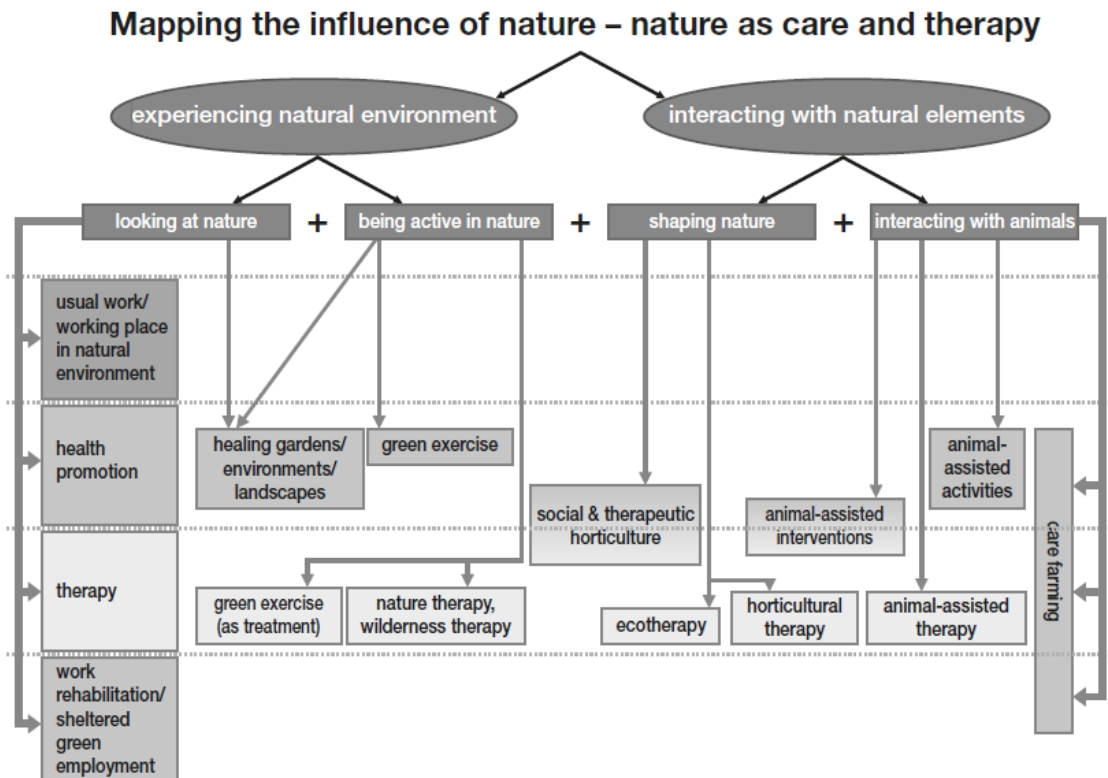 Mapping the influence of nature – nature as care and therapy
experiencing natural environment
interacting with natural elements
looking at nature
+
being active in nature
+
shaping nature
+
interacting with animals
usual work/
working place
in natural
environment
health
promotion
healing gardens/
environments/
landscapes
green exercise
social & therapeutic
horticulture
animal-assisted
interventions
animal-
assisted
activities
care farming
therapy
green exercise
(as treatment)
nature therapy,
wilderness therapy
ecotherapy
horticultural
therapy
animal-assisted
therapy
work
rehabilitation/
sheltered
green
employment